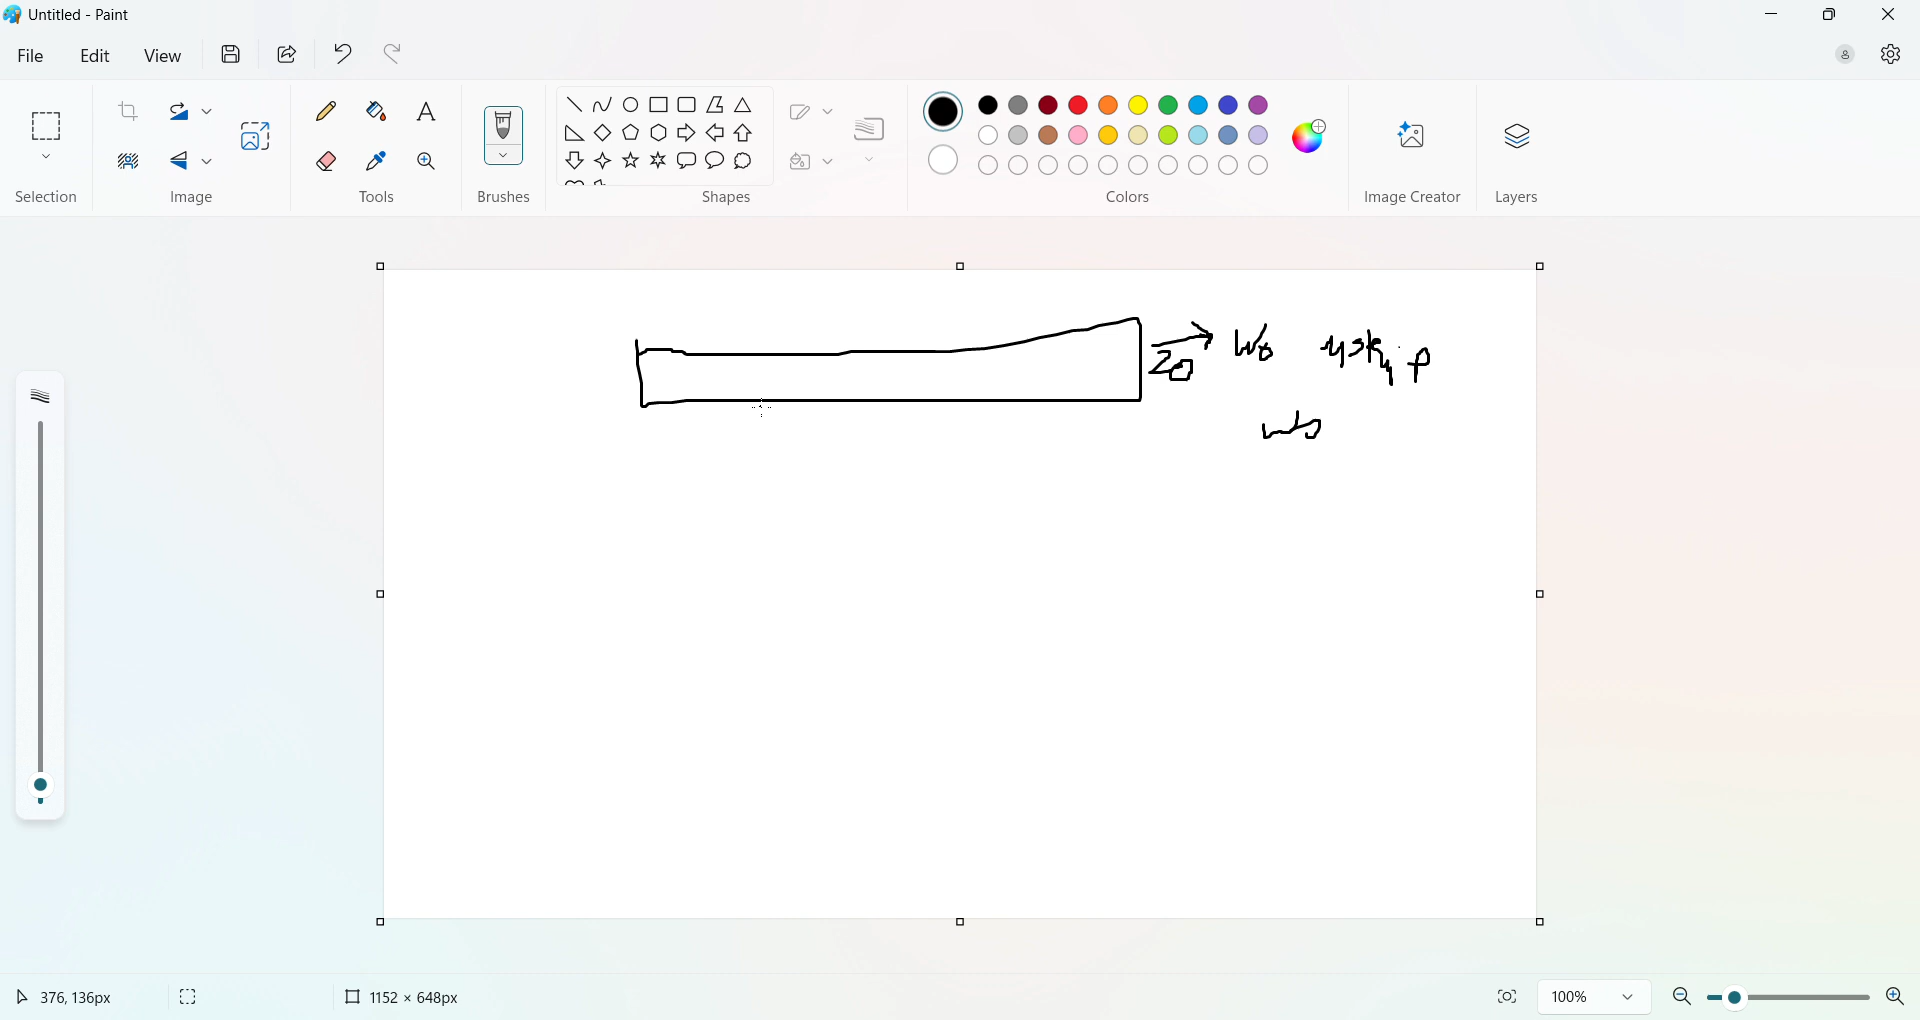 Untitled - Paint
File Edit View
Selection Image Tools Brushes Shapes Colors Image Creator Layers
20
376, 136px 1152 × 648px 100%